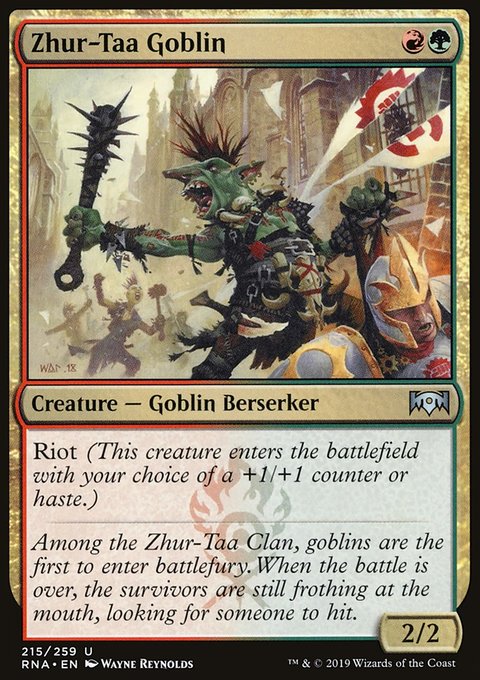 Zhur-Taa Goblin
WAR .18
Creature — Goblin Berserker
Riot (This creature enters the battlefield
with your choice of a +1/+1 counter or
haste.)
Among the Zhur-Taa Clan, goblins are the
first to enter battlefury. When the battle is
over, the survivors are still frothing at the
mouth, looking for someone to hit.
2/2
215/259 U
RNA • EN Wayne Reynolds
™ & © 2019 Wizards of the Coast